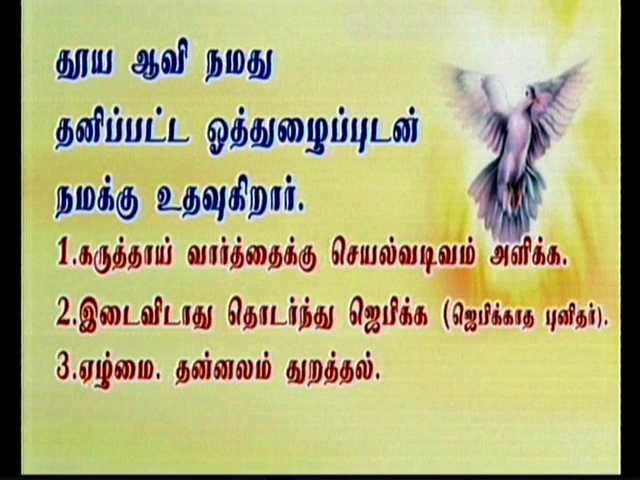 தூய ஆவி நமது
தனிப்பட்ட ஓத்துழைப்புடன்
நமக்கு உதவுகிறார்.
1.கருத்தாய் வார்த்தைக்கு செயல்வடிவம் அளிக்க.
2.இடைவிடாது தொடர்ந்து ஜெபிக்க (ஜெபிக்காத புனிதர்).
3.ஏழ்மை. தன்னலம் துறத்தல்.